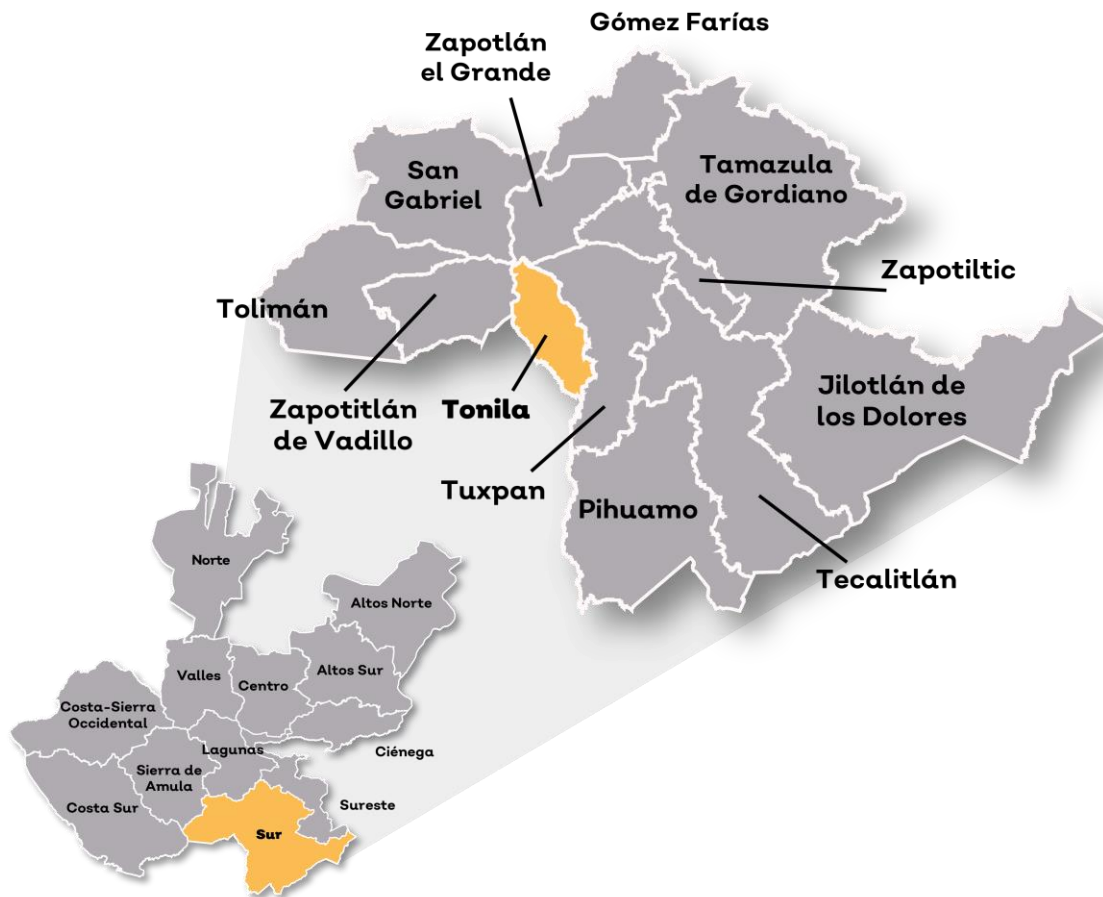 Gómez Farías
Zapotlán
el Grande
San
Gabriel
Tamazula
de Gordiano
Zapotiltic
Tolimán
Jilotlán de
los Dolores
Zapotitlán
de Vadillo
Tonila
Tuxpan
Pihuamo
Tecalitlán
Norte
Altos Norte
Valles
Centro
Altos Sur
Costa-Sierra
Occidental
Lagunas
Ciénega
Sierra de
Amula
Costa Sur
Sureste
Sur